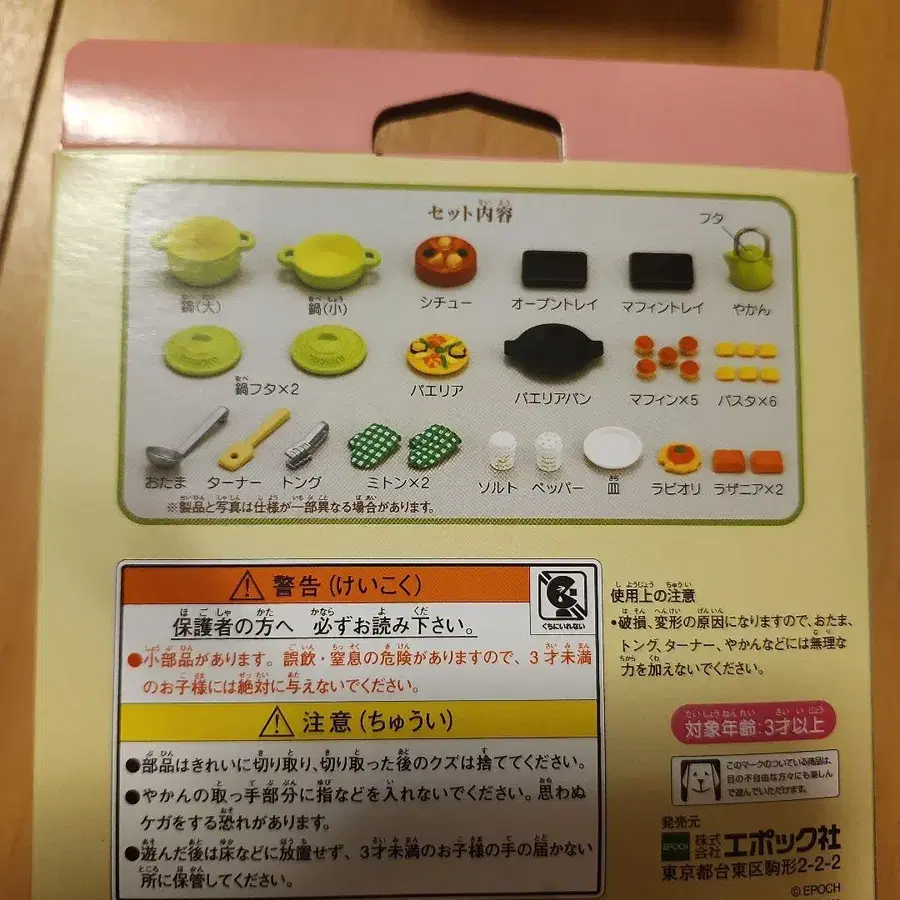 セット内容
フタ
鍋(大)
鍋(小)
シチュー
オーブントレイ
マフィントレイ
やかん
鍋フタ×2
パエリア
パエリアパン
マフィン×5
パスタ×6
おたま
ターナー
トング
ミトン×2
ソルト
ペッパー
皿
ラビオリ
ラザニア×2
※製品と写真は仕様が一部異なる場合があります。
警告(けいこく)
くちにいれない
保護者の方へ 必ずお読み下さい。
●小部品があります。誤飲・窒息の危険がありますので、3才未満
のお子様には絶対に与えないでください。
注意(ちゅうい)
●部品はきれいに切り取り、切り取った後のクズは捨ててください。
●やかんの取っ手部分に指などを入れないでください。思わぬ
ケガをする恐れがあります。
●遊んだ後は床などに放置せず、3才未満のお子様の手の届かない
所に保管してください。
使用上の注意
•破損、変形の原因になりますので、おたま、
トング、ターナー、やかんなどには無理な
力を加えないでください。
対象年齢:3才以上
このマークのついている商品は、
目の不自由な方々にも楽しん
で遊んでいただけます。
発売元
EPOCH 株式会社 エポック社
東京都台東区駒形2-2-2
© EPOCH